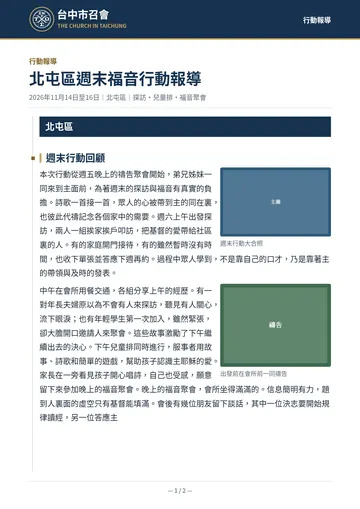 台中市召會
THE CHURCH IN TAICHUNG
行動報導
行動報導
北屯區週末福音行動報導
2026年11月14日至16日｜北屯區｜探訪・兒童排・福音聚會
北屯區
週末行動回顧
本次行動從週五晚上的禱告聚會開始，弟兄姊妹一
同來到主面前，為著週末的探訪與福音有真實的負
擔。詩歌一首接一首，眾人的心被帶到主的同在裏，
也彼此代禱記念各個家中的需要。週六上午出發探
訪，兩人一組挨家挨戶叩訪，把基督的愛帶給社區
裏的人。有的家庭開門接待，有的雖然暫時沒有時
間，也收下單張並答應下週再約。過程中眾人學到，不是靠自己的口才，乃是靠著主
的帶領與及時的發表。
主圖
週末行動大合照
中午在會所用餐交通，各組分享上午的經歷。有一
對年長夫婦原以為不會有人來探訪，聽見有人關心，
流下眼淚；也有年輕學生第一次加入，雖然緊張，
卻大膽開口邀請人來聚會。這些故事激勵了下午繼
續出去的決心。下午兒童排同時進行，服事者用故
事、詩歌和簡單的遊戲，幫助孩子認識主耶穌的愛。
家長在一旁看見孩子開心唱詩，自己也受感，願意
留下來參加晚上的福音聚會。晚上的福音聚會，會所坐得滿滿的。信息簡明有力，題
到人裏面的虛空只有基督能填滿。會後有幾位朋友留下談話，其中一位決志要開始規
律讀經，另一位答應主
禱告
出發前在會所前一同禱告
— 1 / 2 —